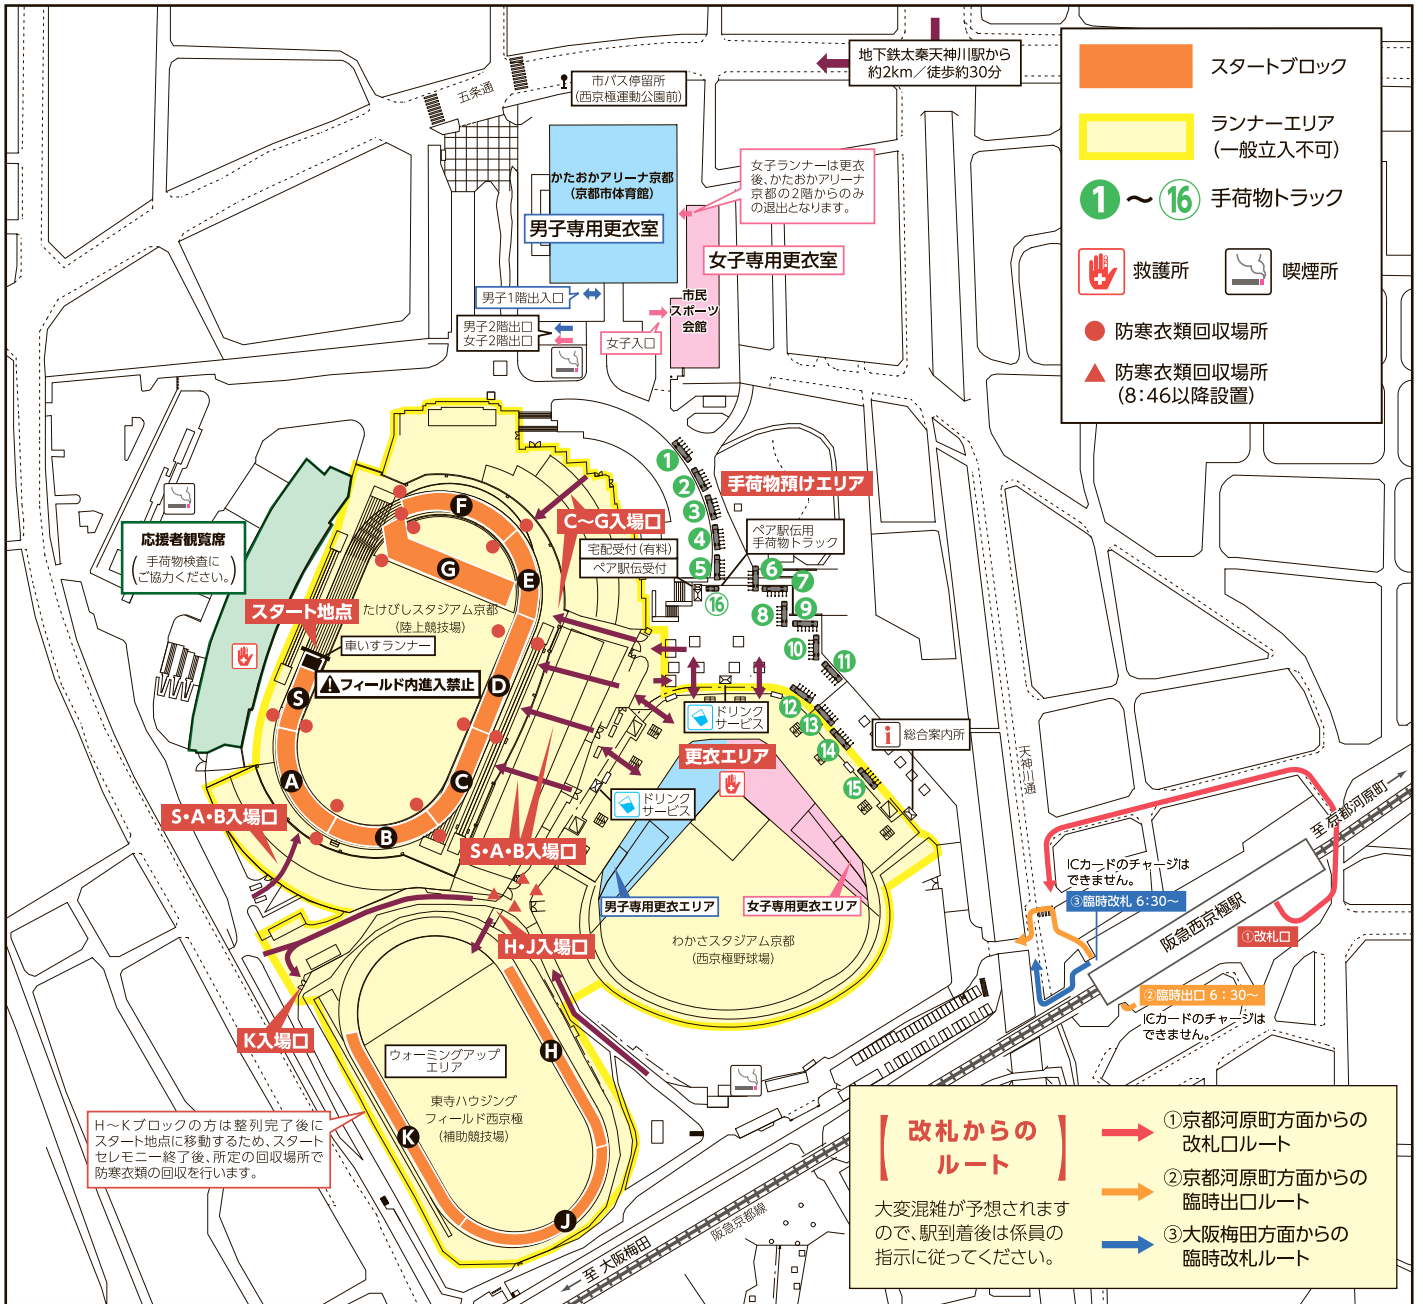 地下鉄太秦天神川駅から
約2km／徒歩約30分
五条通
市バス停留所
(西京極運動公園前)
スタートブロック
ランナーエリア
(一般立入不可)
1～16 手荷物トラック
救護所
喫煙所
防寒衣類回収場所
防寒衣類回収場所
(8:46以降設置)
かたおかアリーナ京都
(京都市体育館)
男子専用更衣室
女子ランナーは更衣
後、かたおかアリーナ
京都の2階からのみ
の退出となります。
女子専用更衣室
市民
スポーツ
会館
男子1階出入口
男子2階出口
女子2階出口
女子入口
応援者観覧席
(手荷物検査に
ご協力ください。)
スタート地点
たけびしスタジアム京都
(陸上競技場)
車いすランナー
フィールド内進入禁止
F
G
E
D
S
A
B
C
C～G入場口
宅配受付(有料)
ペア駅伝受付
手荷物預けエリア
ペア駅伝用
手荷物トラック
1
2
3
4
5
6
7
8
9
10
11
12
13
14
15
16
ドリンク
サービス
更衣エリア
ドリンク
サービス
i 総合案内所
天神川通
S・A・B入場口
S・A・B入場口
男子専用更衣エリア
女子専用更衣エリア
わかさスタジアム京都
(西京極野球場)
H・J入場口
K入場口
ウォーミングアップ
エリア
東寺ハウジング
フィールド西京極
(補助競技場)
H
K
J
H～Kブロックの方は整列完了後に
スタート地点に移動するため、スタート
セレモニー終了後、所定の回収場所で
防寒衣類の回収を行います。
至 京都河原町
ICカードのチャージは
できません。
③臨時改札 6:30～
阪急西京極駅
①改札口
②臨時出口 6：30～
ICカードのチャージは
できません。
至 大阪梅田
阪急京都線
【改札からの
ルート】
大変混雑が予想されます
ので、駅到着後は係員の
指示に従ってください。
①京都河原町方面からの
改札口ルート
②京都河原町方面からの
臨時出口ルート
③大阪梅田方面からの
臨時改札ルート